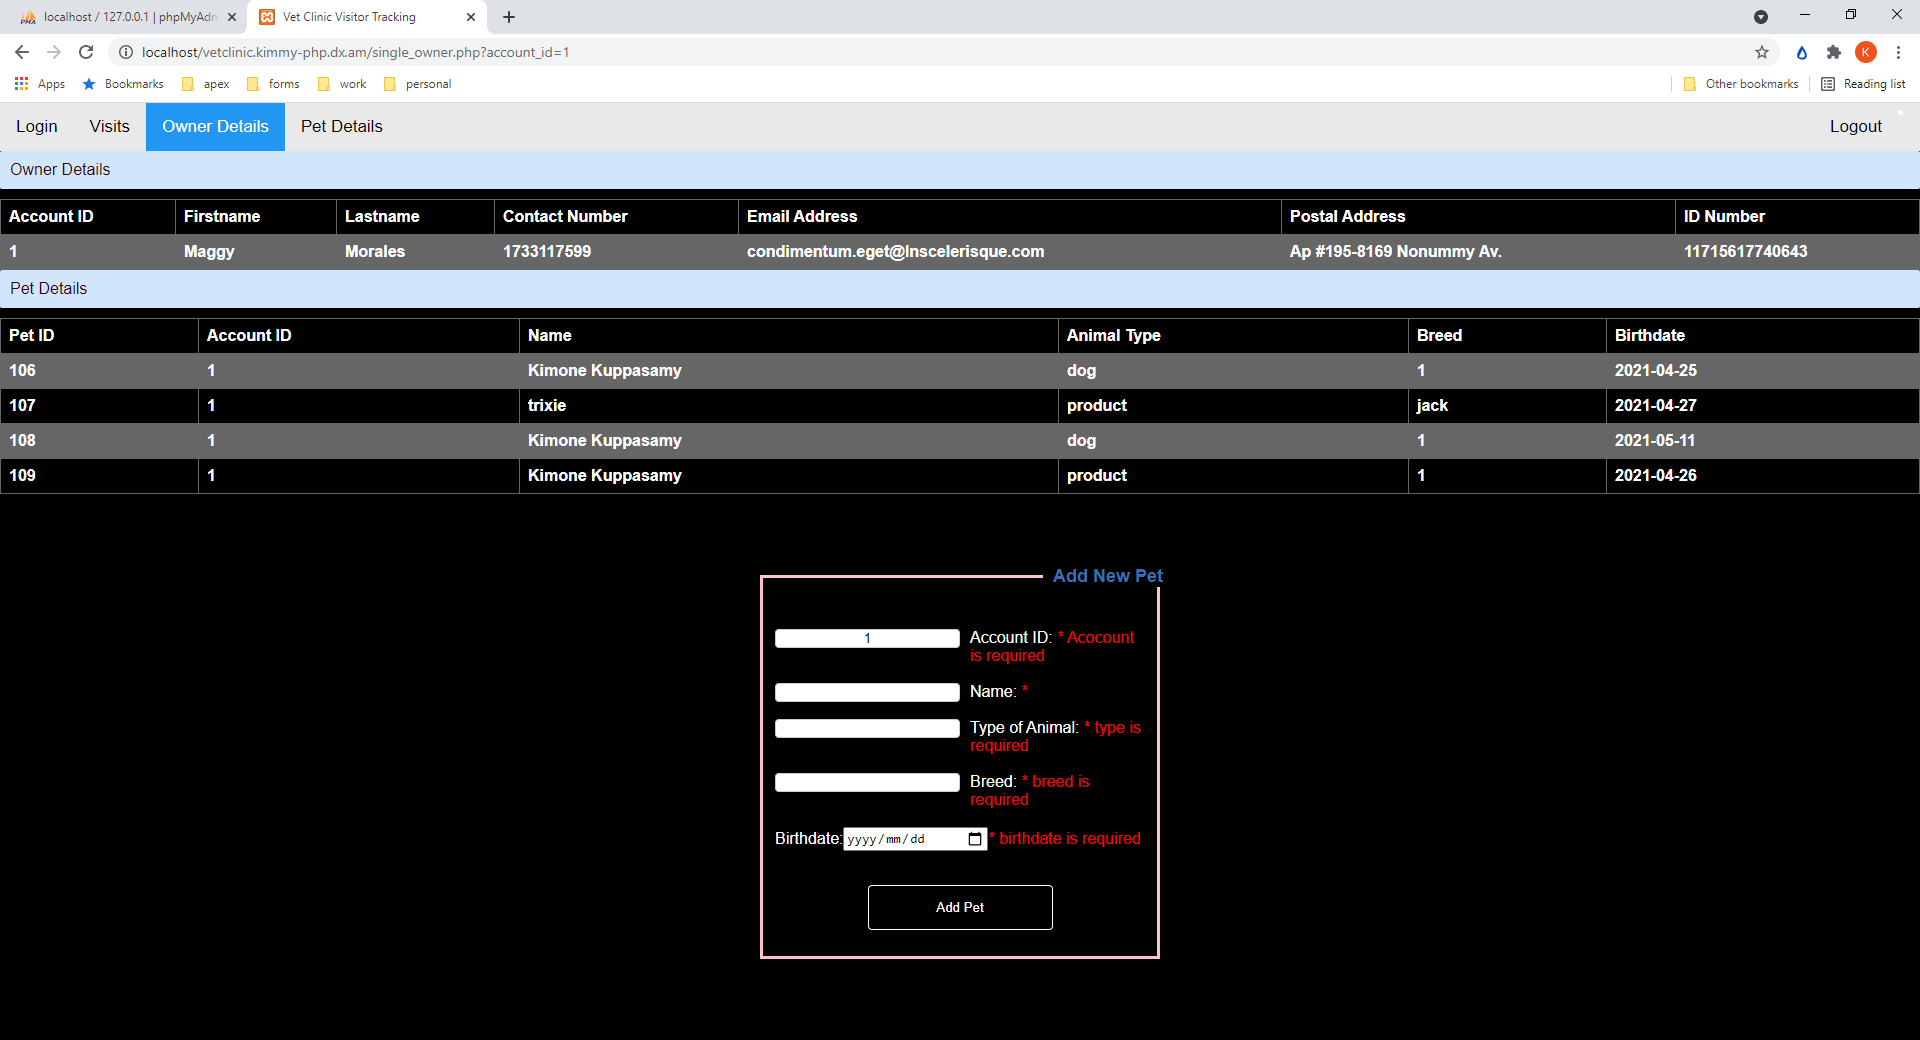 localhost / 127.0.0.1 | phpMyAdm
Vet Clinic Visitor Tracking
localhost/vetclinic.kimmy-php.dx.am/single_owner.php?account_id=1
K
Apps Bookmarks apex forms work personal Other bookmarks Reading list
Login Visits Owner Details Pet Details Logout
Owner Details
Account ID Firstname Lastname Contact Number Email Address Postal Address ID Number
1 Maggy Morales 1733117599 condimentum.eget@Inscelerisque.com Ap #195-8169 Nonummy Av. 11715617740643
Pet Details
Pet ID Account ID Name Animal Type Breed Birthdate
106 1 Kimone Kuppasamy dog 1 2021-04-25
107 1 trixie product jack 2021-04-27
108 1 Kimone Kuppasamy dog 1 2021-05-11
109 1 Kimone Kuppasamy product 1 2021-04-26
Add New Pet
1 Account ID: * Acocount
is required
Name: *
Type of Animal: * type is
required
Breed: * breed is
required
Birthdate: yyyy/mm/dd * birthdate is required
Add Pet